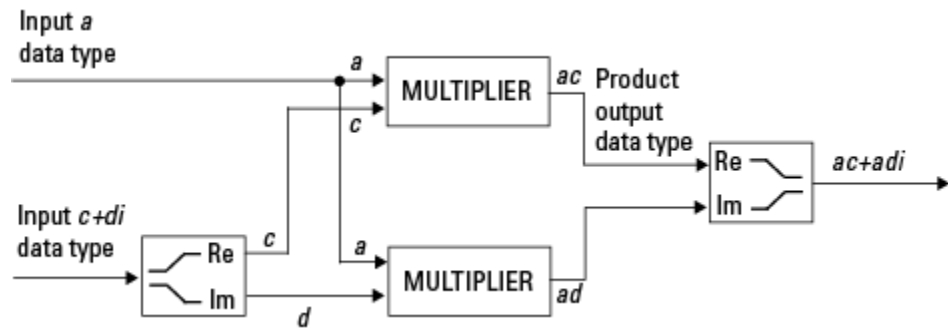 Input a
data type
a
MULTIPLIER
ac
Product
output
data type
c
Re
Im
ac+adi
Input c+di
data type
Re
Im
c
d
a
MULTIPLIER
ad